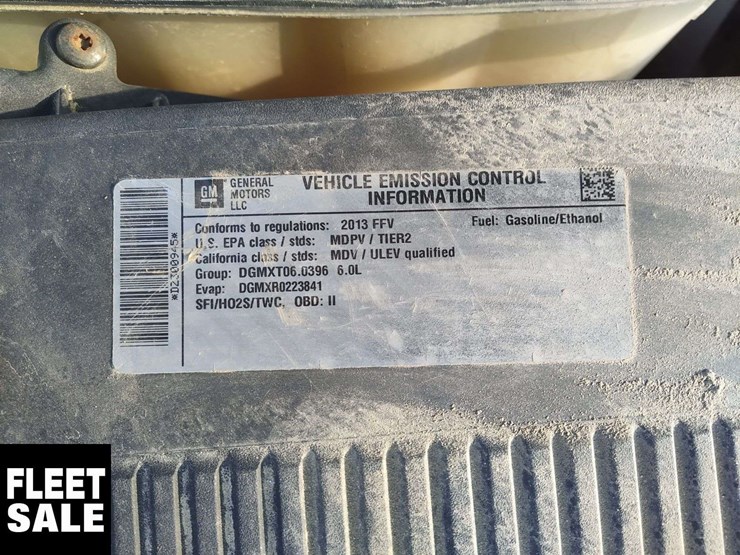 GM GENERAL MOTORS LLC
VEHICLE EMISSION CONTROL
INFORMATION
Conforms to regulations: 2013 FFV Fuel: Gasoline/Ethanol
U.S. EPA class / stds: MDPV / TIER2
California class / stds: MDV / ULEV qualified
Group: DGMXT06.0396 6.0L
Evap: DGMXR0223841
SFI/HO2S/TWC, OBD: II
*D2300945*
FLEET
SALE